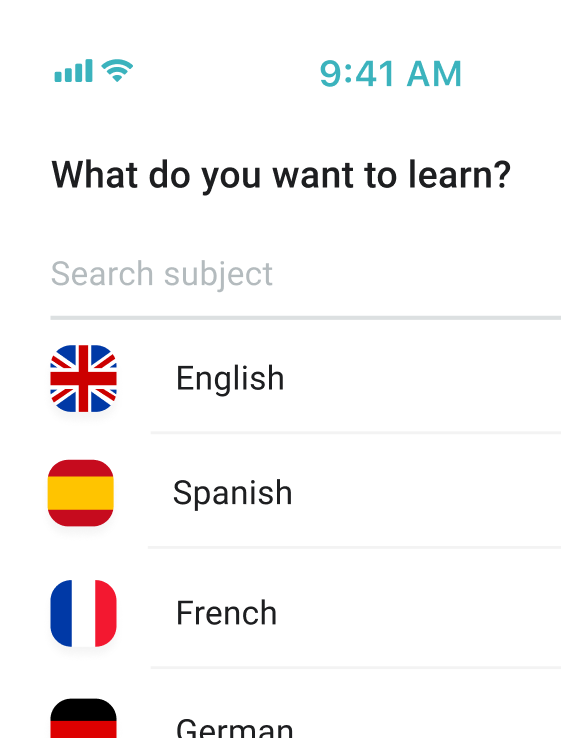 9:41 AM
What do you want to learn?
Search subject
English
Spanish
French
German